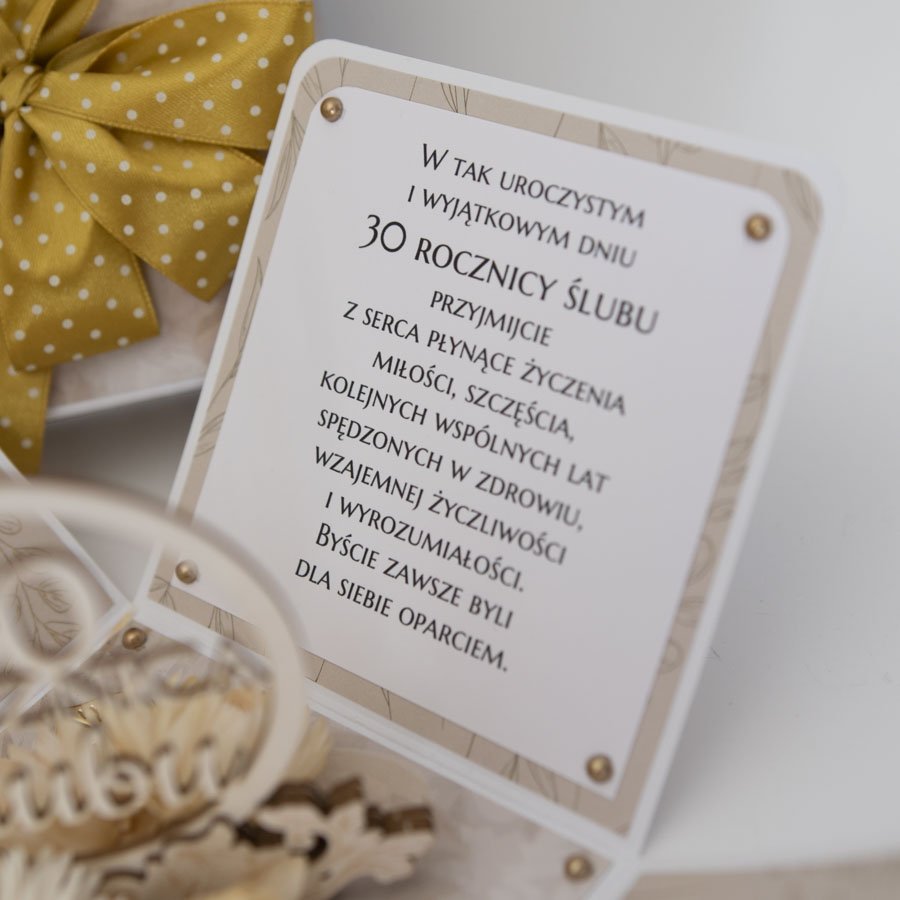 W TAK UROCZYSTYM
I WYJĄTKOWYM DNIU
30 ROCZNICY ŚLUBU
PRZYJMIJCIE
Z SERCA PŁYNĄCE ŻYCZENIA
MIŁOŚCI, SZCZĘŚCIA,
KOLEJNYCH WSPÓLNYCH LAT
SPĘDZONYCH W ZDROWIU,
WZAJEMNEJ ŻYCZLIWOŚCI
I WYROZUMIAŁOŚCI.
BYŚCIE ZAWSZE BYLI
DLA SIEBIE OPARCIEM.